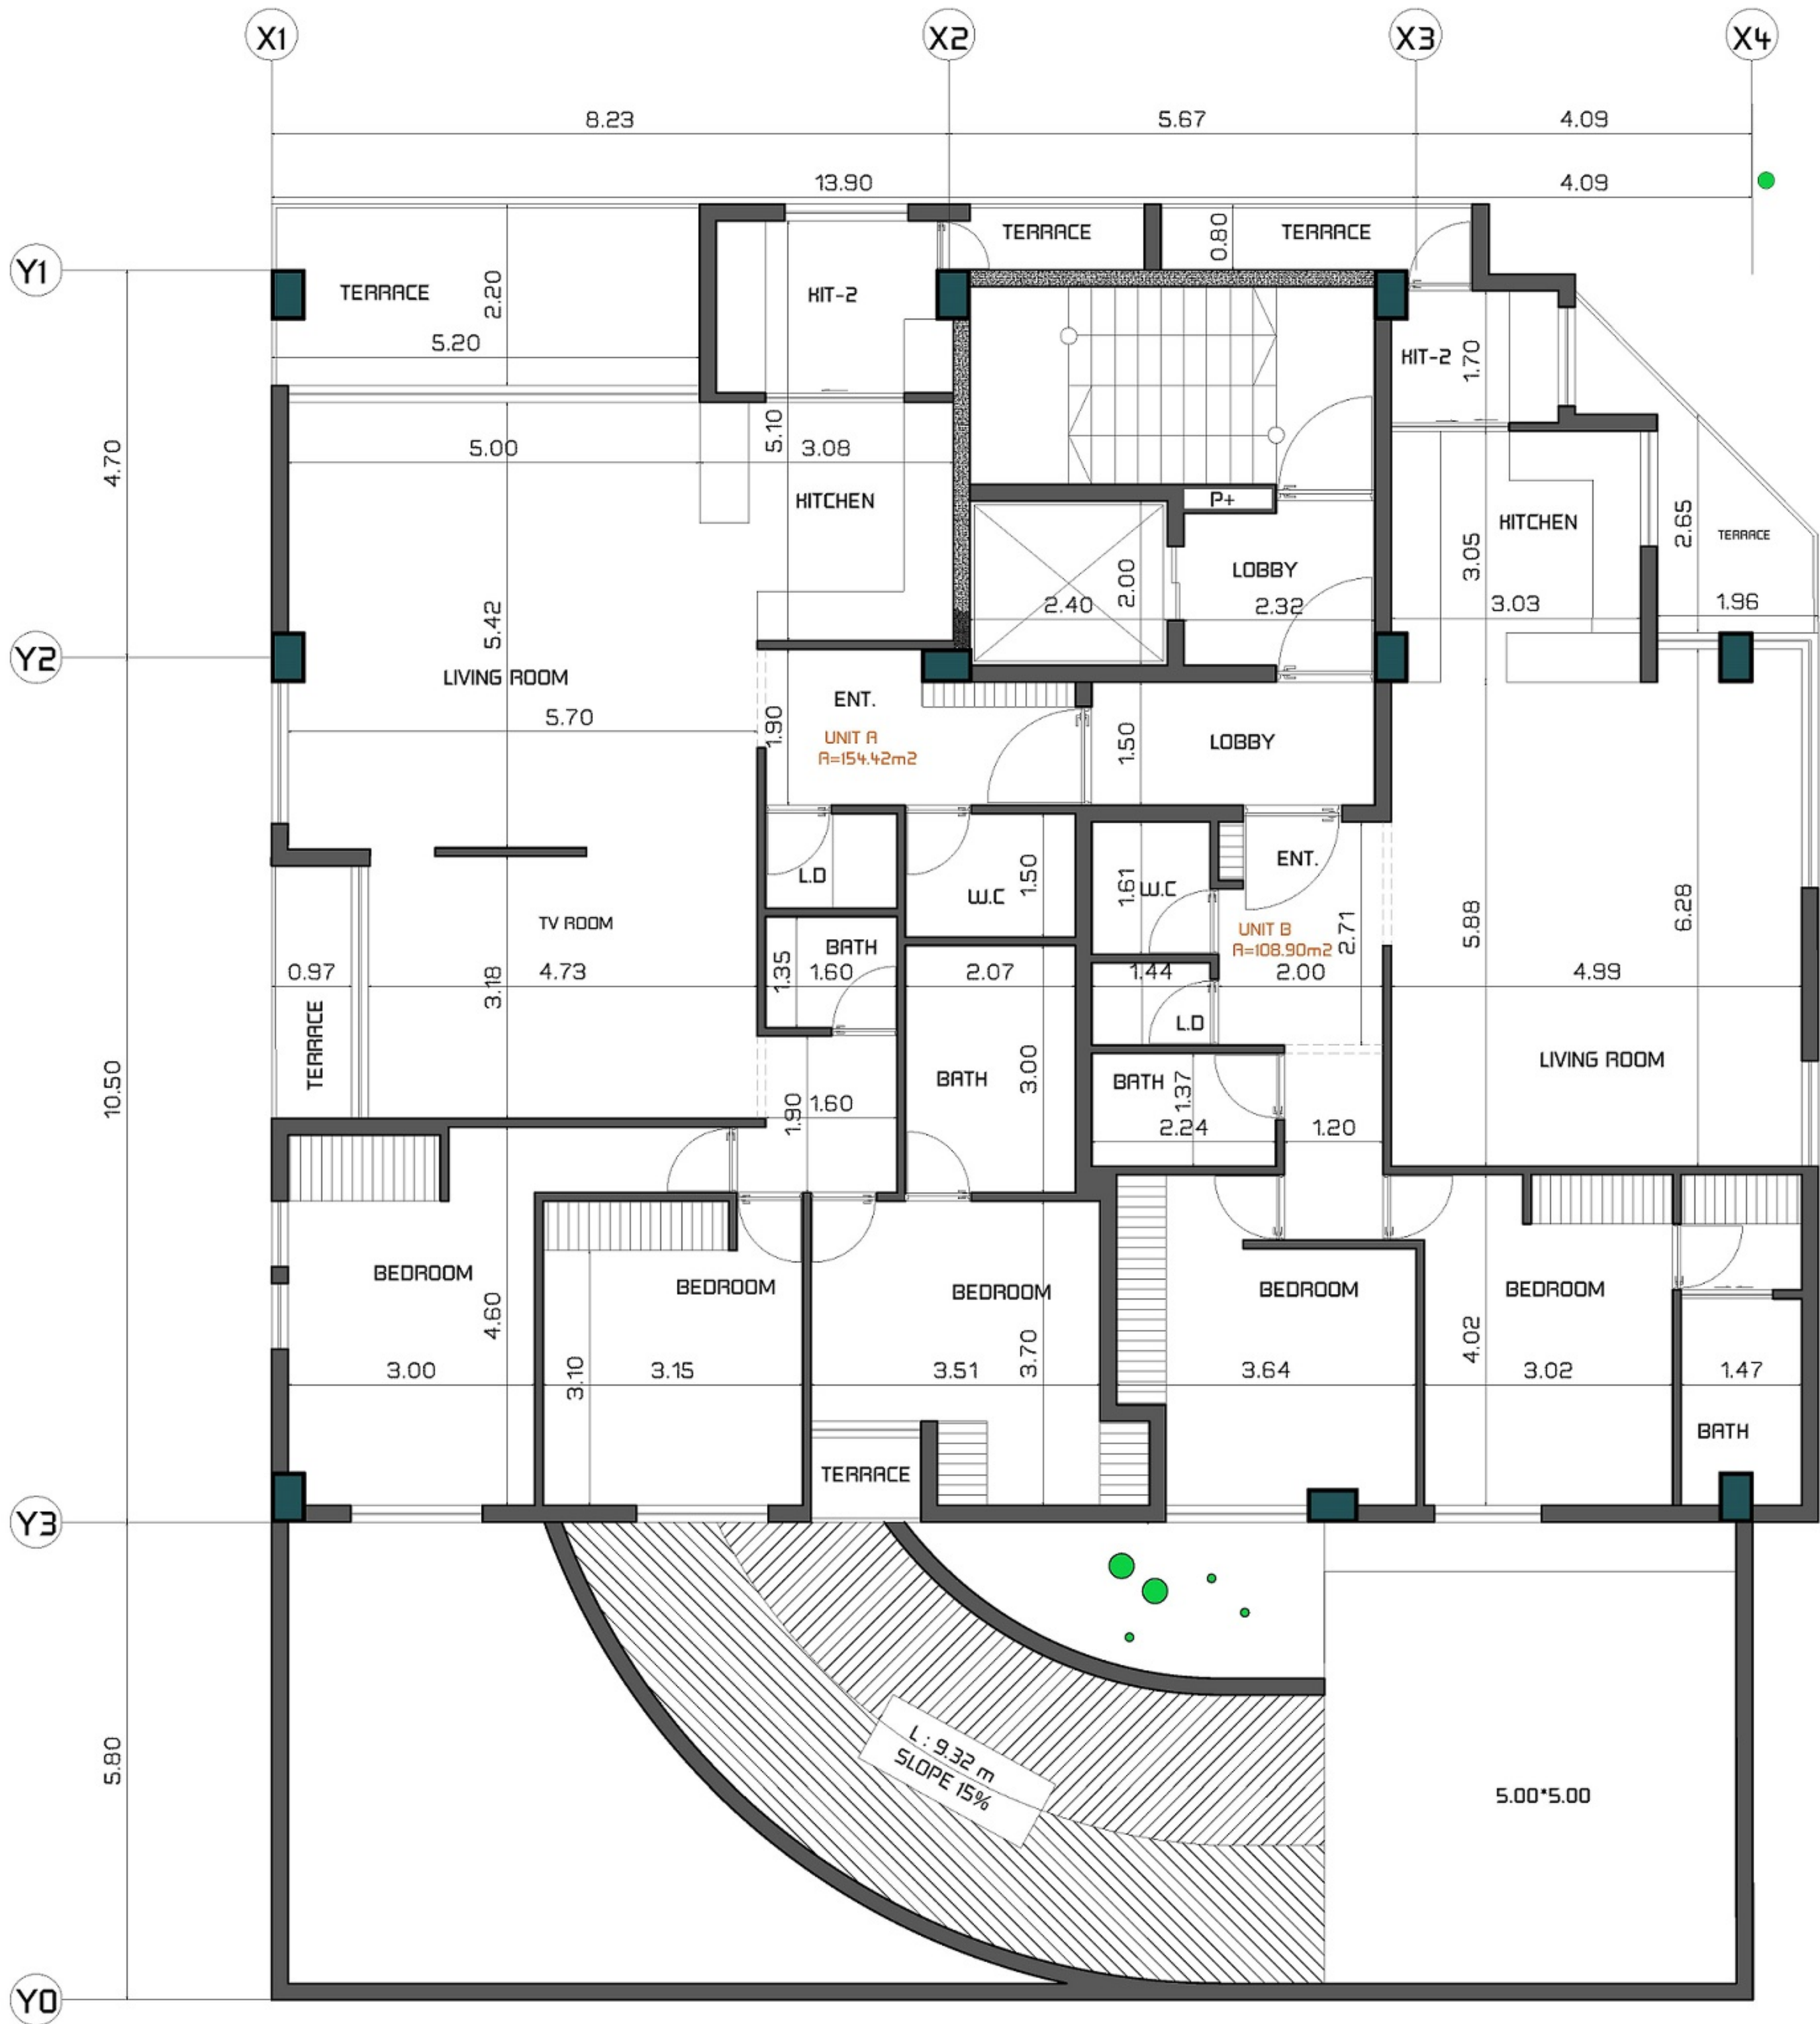 X1
X2
X3
X4
8.23
5.67
4.09
13.90
4.09
TERRACE
TERRACE
0.80
Y1
TERRACE
2.20
KIT-2
5.20
KIT-2
1.70
4.70
5.00
5.10
3.08
KITCHEN
P+
KITCHEN
2.65
TERRACE
LOBBY
2.00
3.05
2.40
2.32
3.03
1.96
5.42
Y2
LIVING ROOM
ENT.
5.70
1.90
UNIT A
A=154.42m2
1.50
LOBBY
L.D
W.C
1.50
1.61
W.C
ENT.
TV ROOM
UNIT B
A=108.90m2
2.71
5.88
6.28
BATH
0.97
3.18
4.73
1.35
1.60
2.07
1.44
2.00
4.99
TERRACE
L.D
LIVING ROOM
10.50
BATH
3.00
BATH
1.37
1.90
1.60
2.24
1.20
BEDROOM
BEDROOM
BEDROOM
BEDROOM
BEDROOM
4.60
3.00
3.10
3.15
3.51
3.70
3.64
4.02
3.02
1.47
BATH
TERRACE
Y3
L : 9.32 m
SLOPE 15%
5.80
5.00*5.00
Y0